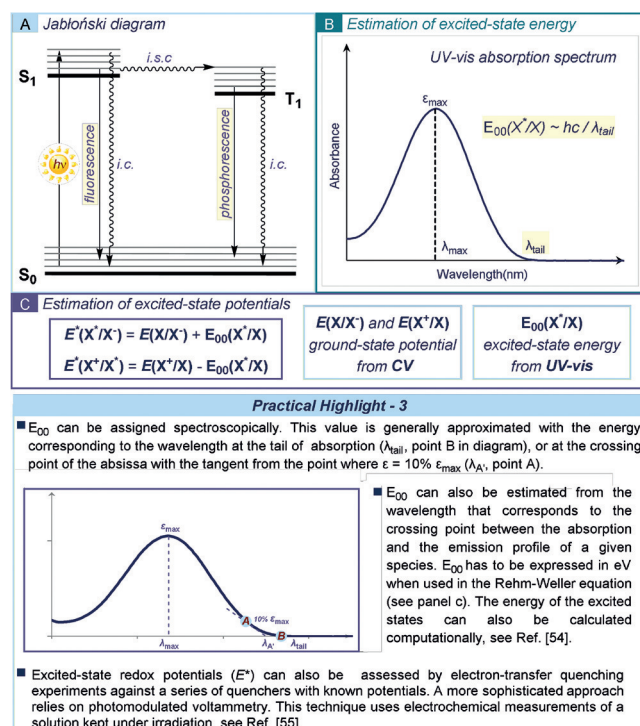 A Jabłoński diagram
i.s.c
S1
T1
hν
fluorescence
i.c.
phosphorescence
i.c.
S0
B Estimation of excited-state energy
UV-vis absorption spectrum
εmax
E00(X*/X) ~ hc / λtail
Absorbance
λmax
λtail
Wavelength(nm)
C Estimation of excited-state potentials
E*(X*/X-) = E(X/X-) + E00(X*/X)
E*(X+/X*) = E(X+/X) - E00(X*/X)
E(X/X-) and E(X+/X)
ground-state potential
from CV
E00(X*/X)
excited-state energy
from UV-vis
Practical Highlight - 3
■ E00 can be assigned spectroscopically. This value is generally approximated with the energy
corresponding to the wavelength at the tail of absorption (λtail, point B in diagram), or at the crossing
point of the absissa with the tangent from the point where ε = 10% εmax (λA', point A).
εmax
A 10% εmax
B
λmax λA' λtail
■ E00 can also be estimated from the
wavelength that corresponds to the
crossing point between the absorption
and the emission profile of a given
species. E00 has to be expressed in eV
when used in the Rehm-Weller equation
(see panel c). The energy of the excited
states can also be calculated
computationally, see Ref. [54].
■ Excited-state redox potentials (E*) can also be assessed by electron-transfer quenching
experiments against a series of quenchers with known potentials. A more sophisticated approach
relies on photomodulated voltammetry. This technique uses electrochemical measurements of a
solution kept under irradiation, see Ref. [55]